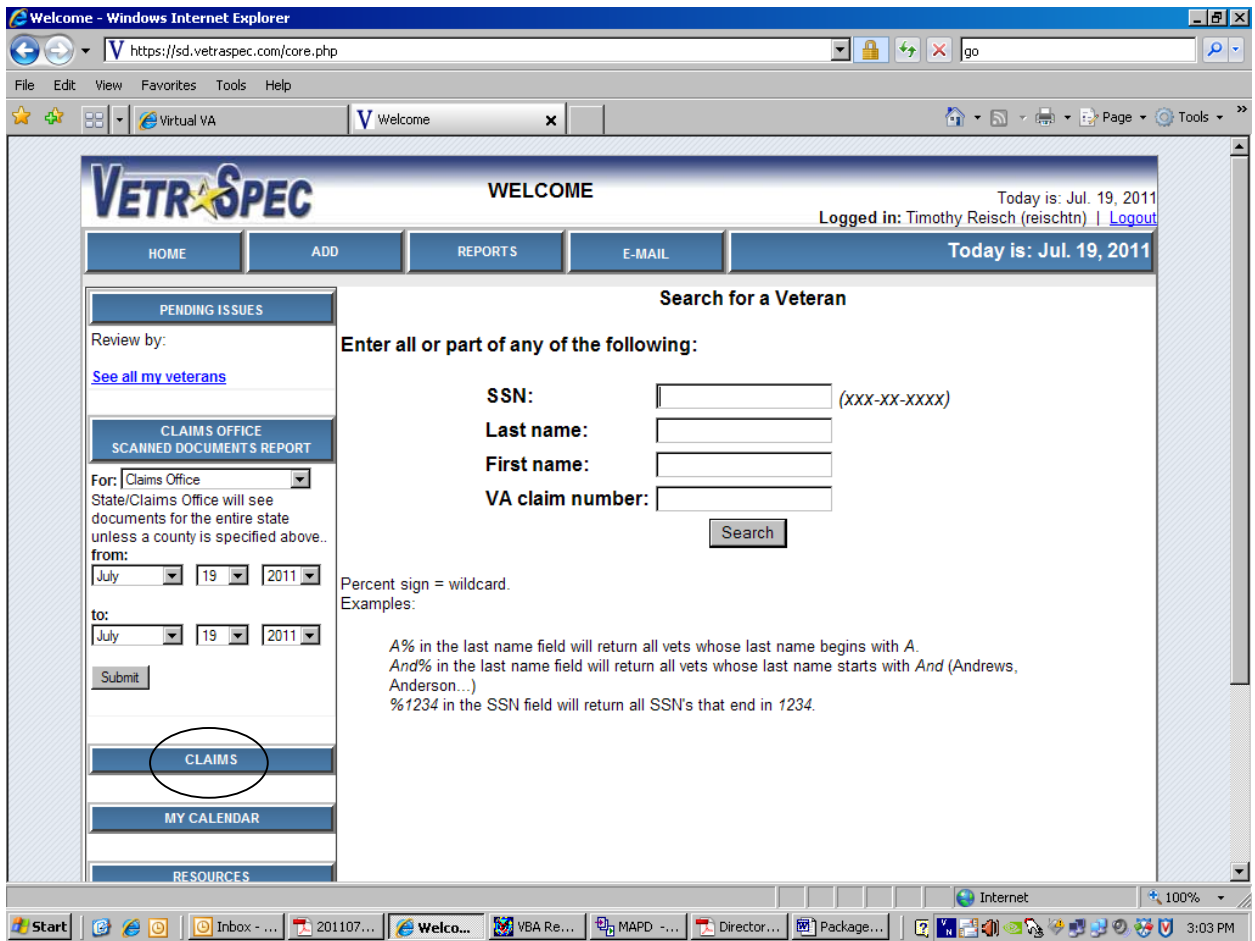 Welcome - Windows Internet Explorer
V https://sd.vetraspec.com/core.php
go
File Edit View Favorites Tools Help
Virtual VA
V Welcome
Page Tools »
VETRASPEC
WELCOME
Today is: Jul. 19, 2011
Logged in: Timothy Reisch (reischtn) | Logout
HOME ADD REPORTS E-MAIL Today is: Jul. 19, 2011
PENDING ISSUES
Review by:
See all my veterans
CLAIMS OFFICE
SCANNED DOCUMENTS REPORT
For: Claims Office
State/Claims Office will see
documents for the entire state
unless a county is specified above..
from:
July 19 2011
to:
July 19 2011
Submit
CLAIMS
MY CALENDAR
RESOURCES
Search for a Veteran
Enter all or part of any of the following:
SSN: (xxx-xx-xxxx)
Last name:
First name:
VA claim number:
Search
Percent sign = wildcard.
Examples:
A% in the last name field will return all vets whose last name begins with A.
And% in the last name field will return all vets whose last name starts with And (Andrews,
Anderson...)
%1234 in the SSN field will return all SSN's that end in 1234.
Internet 100%
Start Inbox - ... 201107... Welco... VBA Re... MAPD -... Director... Package... 3:03 PM